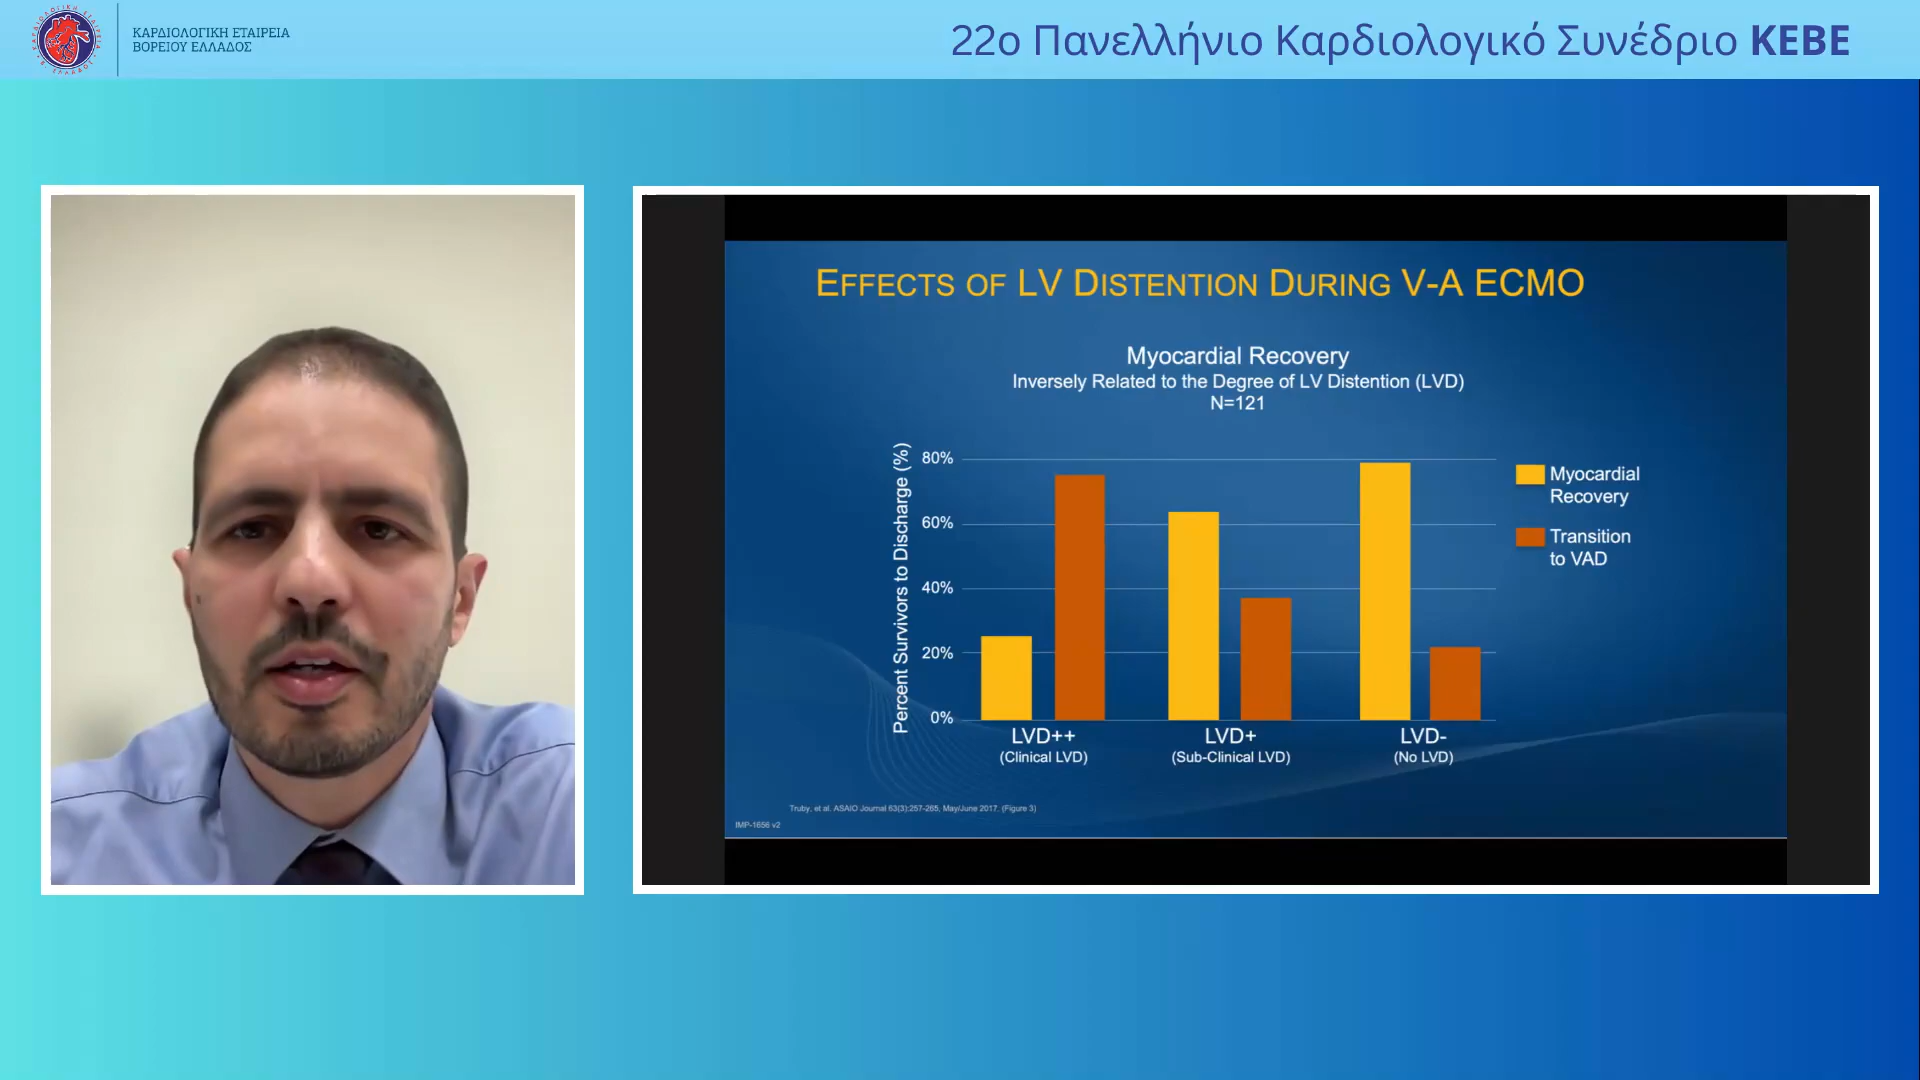 ΚΑΡΔΙΟΛΟΓΙΚΗ ΕΤΑΙΡΕΙΑ
ΒΟΡΕΙΟΥ ΕΛΛΑΔΟΣ
22ο Πανελλήνιο Καρδιολογικό Συνέδριο ΚΕΒΕ
EFFECTS OF LV DISTENTION DURING V-A ECMO
Myocardial Recovery
Inversely Related to the Degree of LV Distention (LVD)
N=121
Percent Survivors to Discharge (%)
80%
60%
40%
20%
0%
LVD++
(Clinical LVD)
LVD+
(Sub-Clinical LVD)
LVD-
(No LVD)
Myocardial
Recovery
Transition
to VAD
Truby, et al. ASAIO Journal 63(3):257-265, May/June 2017. (Figure 3)
IMP-1656 v2